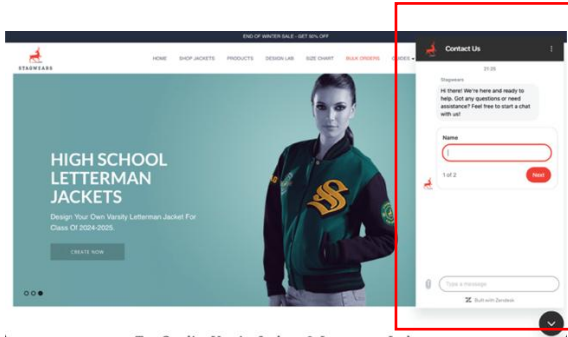 END OF WINTER SALE - GET 50% OFF
STAGWEARS
HOME SHOP JACKETS PRODUCTS DESIGN LAB SIZE CHART BULK ORDERS GUIDES
HIGH SCHOOL
LETTERMAN
JACKETS
Design Your Own Varsity Letterman Jacket For
Class Of 2024-2025.
CREATE NOW
S
Contact Us
Stagwears
Hi there! We're here and ready to
help. Got any questions or need
assistance? Feel free to start a chat
with us!
Name
1 of 2
Next
Type a message
Built with Zendesk